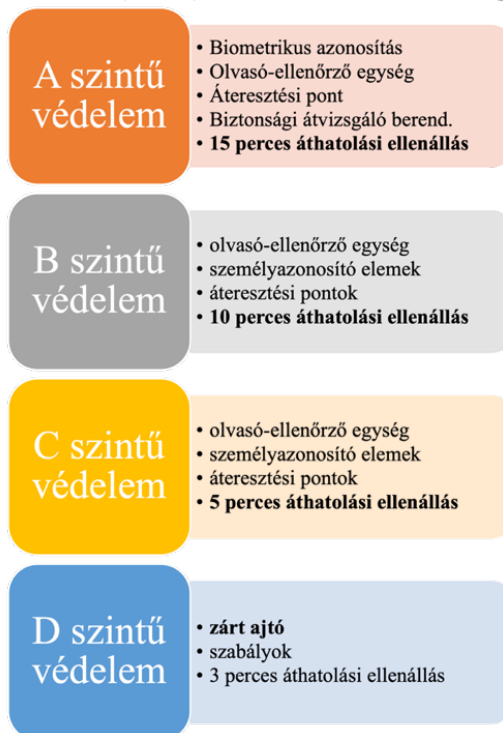 A szintű
védelem
• Biometrikus azonosítás
• Olvasó-ellenőrző egység
• Áteresztési pont
• Biztonsági átvizsgáló berend.
• 15 perces áthatolási ellenállás
B szintű
védelem
• olvasó-ellenőrző egység
• személyazonosító elemek
• áteresztési pontok
• 10 perces áthatolási ellenállás
C szintű
védelem
• olvasó-ellenőrző egység
• személyazonosító elemek
• áteresztési pontok
• 5 perces áthatolási ellenállás
D szintű
védelem
• zárt ajtó
• szabályok
• 3 perces áthatolási ellenállás